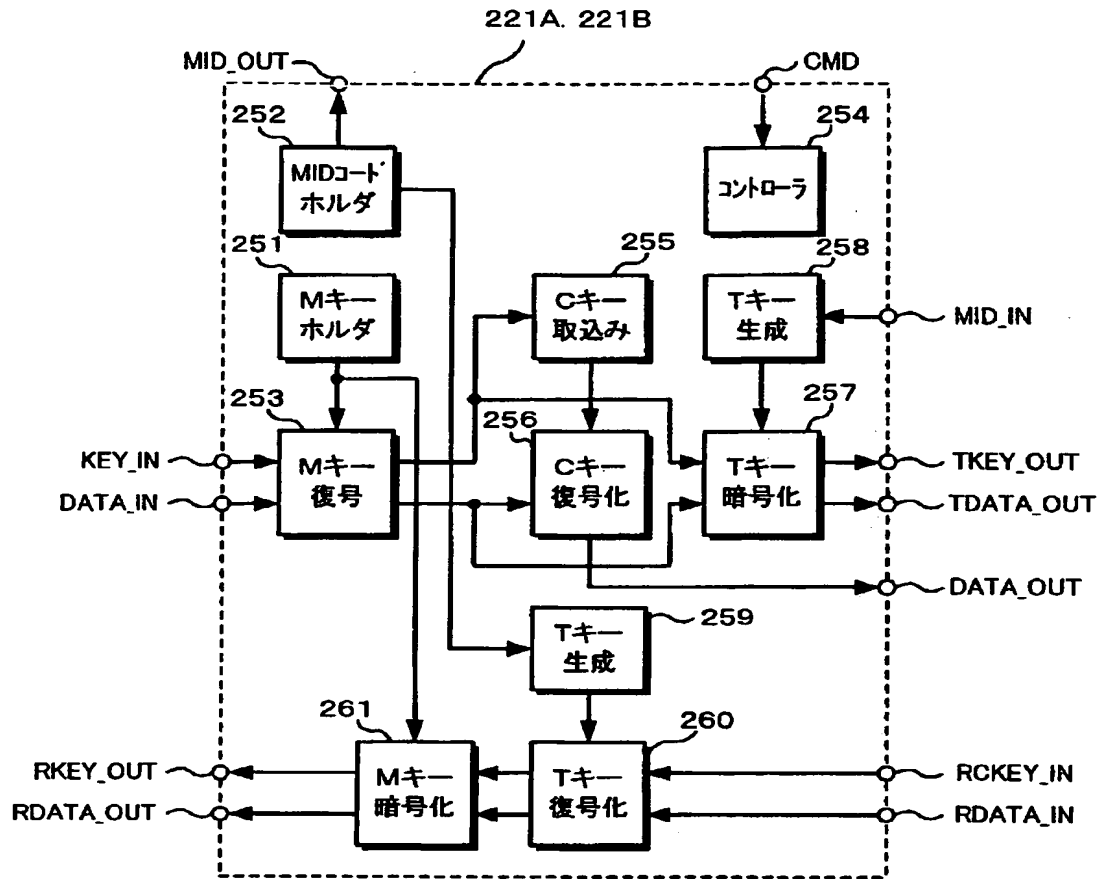 221A. 221B
MID_OUT
CMD
252
254
MIDコード
ホルダ
コントローラ
251
255
258
Mキー
ホルダ
Cキー
取込み
Tキー
生成
MID_IN
253
256
257
KEY_IN
DATA_IN
Mキー
復号
Cキー
復号化
Tキー
暗号化
TKEY_OUT
TDATA_OUT
DATA_OUT
259
Tキー
生成
261
260
RKEY_OUT
RDATA_OUT
Mキー
暗号化
Tキー
復号化
RCKEY_IN
RDATA_IN